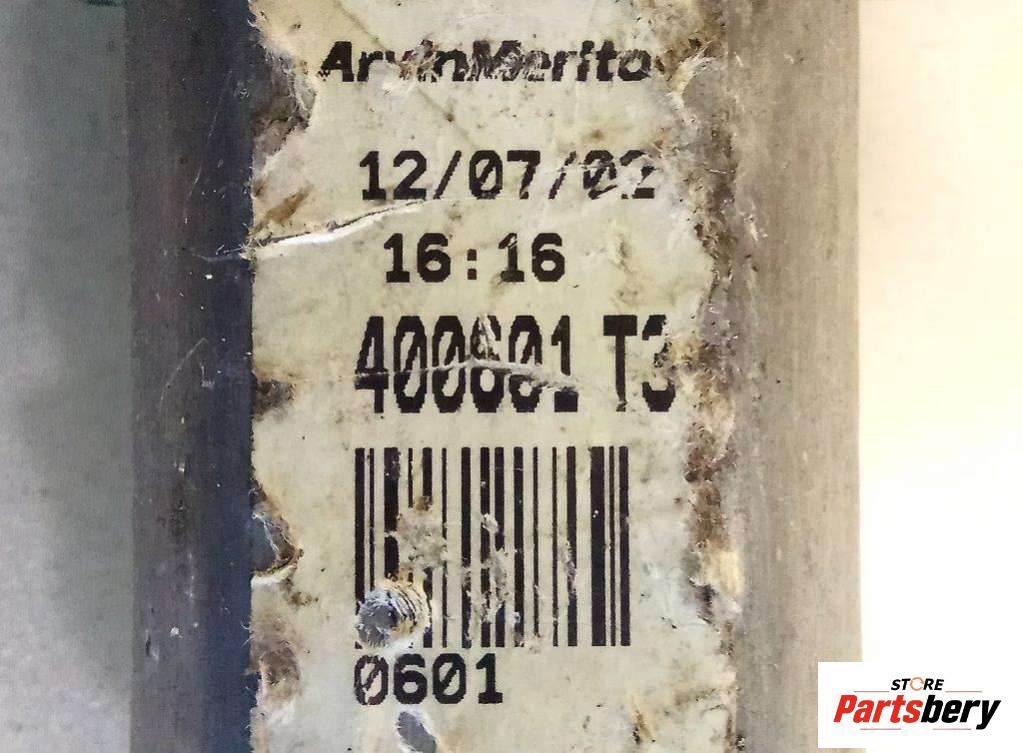 ArvinMerito
12/07/02
16:16
400601 T3
0601
STORE
Partsbery